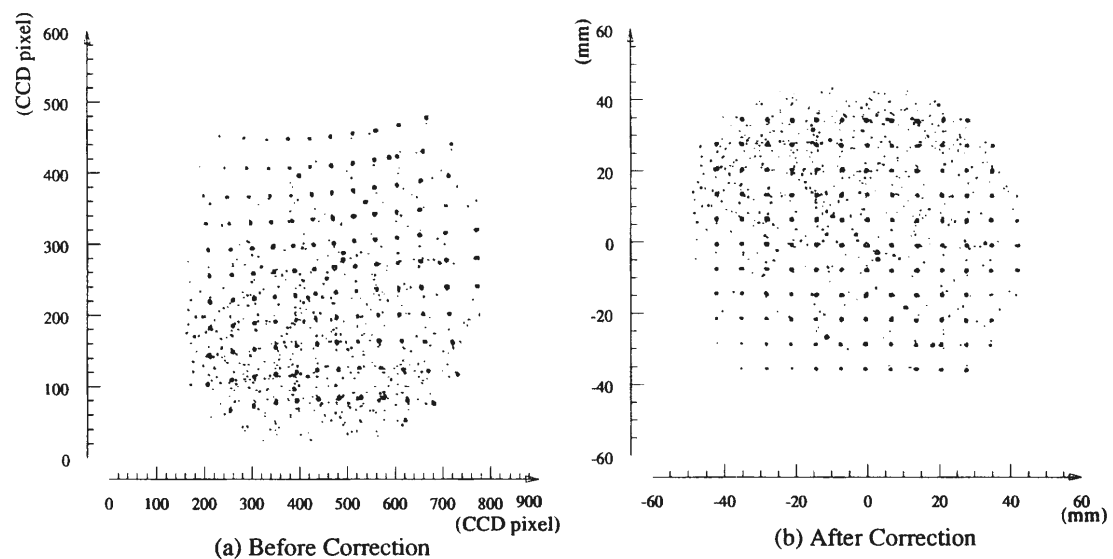 (CCD pixel)
600
500
400
300
200
100
0
0 100 200 300 400 500 600 700 800 900
(CCD pixel)
(a) Before Correction
(mm)
60
40
20
0
-20
-40
-60
-60 -40 -20 0 20 40 60
(mm)
(b) After Correction